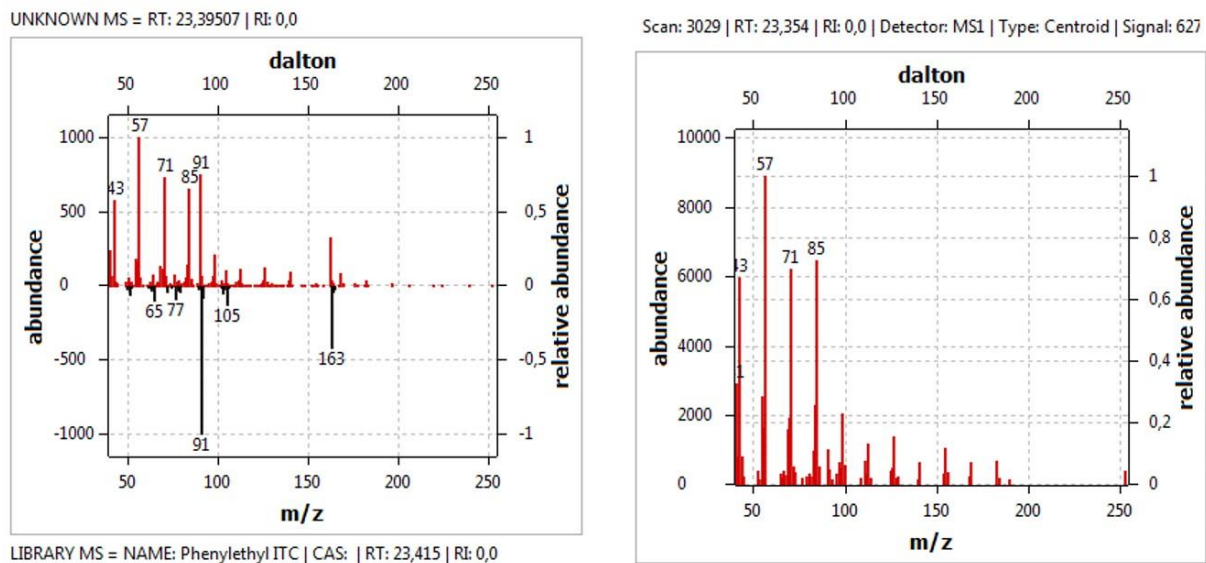 UNKNOWN MS = RT: 23,39507 | RI: 0,0
dalton
50 100 150 200 250
1000
500
0
-500
-1000
1
0,5
0
-0,5
-1
43
57
71
85
91
65
77
91
105
163
abundance
relative abundance
50 100 150 200 250
m/z
LIBRARY MS = NAME: Phenylethyl ITC | CAS: | RT: 23,415 | RI: 0,0
Scan: 3029 | RT: 23,354 | RI: 0,0 | Detector: MS1 | Type: Centroid | Signal: 627
dalton
50 100 150 200 250
10000
8000
6000
4000
2000
0
1
0,8
0,6
0,4
0,2
0
57
71
85
43
1
abundance
relative abundance
50 100 150 200 250
m/z